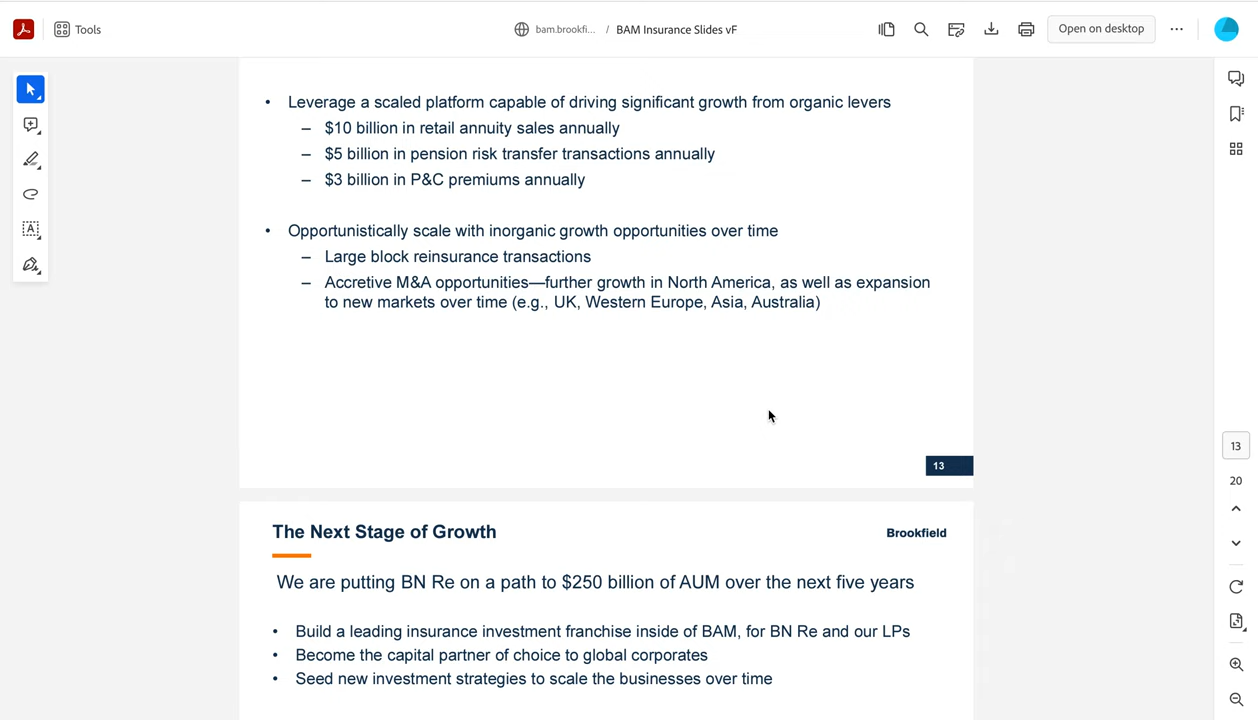 Tools
bam.brookfi... / BAM Insurance Slides vF
Open on desktop
• Leverage a scaled platform capable of driving significant growth from organic levers
– $10 billion in retail annuity sales annually
– $5 billion in pension risk transfer transactions annually
– $3 billion in P&C premiums annually
• Opportunistically scale with inorganic growth opportunities over time
– Large block reinsurance transactions
– Accretive M&A opportunities—further growth in North America, as well as expansion
to new markets over time (e.g., UK, Western Europe, Asia, Australia)
13
The Next Stage of Growth
Brookfield
We are putting BN Re on a path to $250 billion of AUM over the next five years
• Build a leading insurance investment franchise inside of BAM, for BN Re and our LPs
• Become the capital partner of choice to global corporates
• Seed new investment strategies to scale the businesses over time
13
20